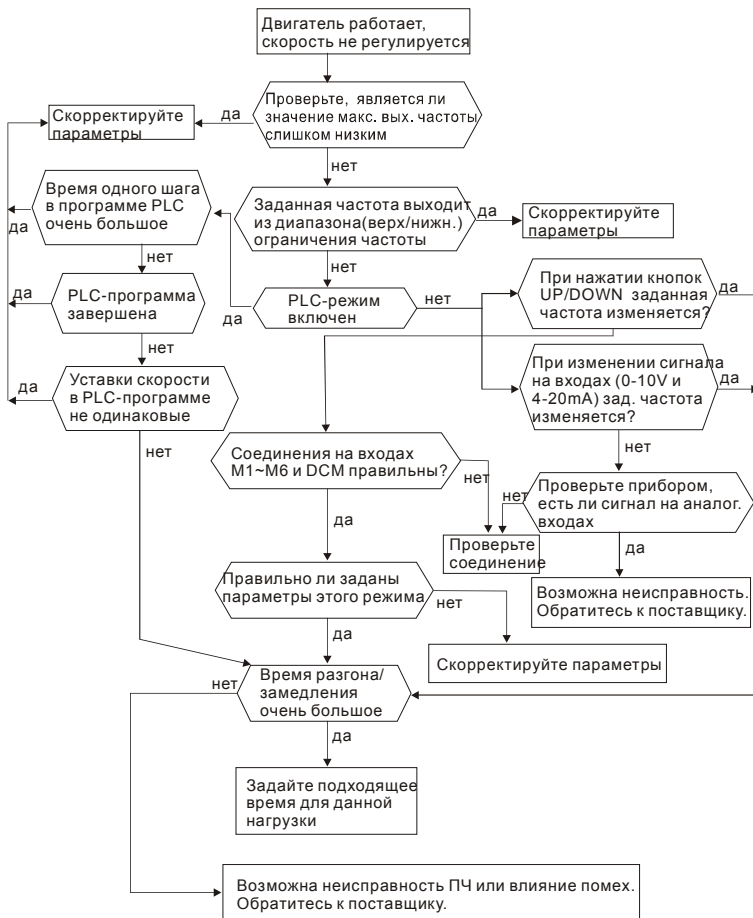 Двигатель работает,
скорость не регулируется
Проверьте, является ли
значение макс. вых. частоты
слишком низким
да
Скорректируйте
параметры
нет
Время одного шага
в программе PLC
очень большое
Заданная частота выходит
из диапазона(верх/нижн.)
ограничения частоты
да
Скорректируйте
параметры
да
нет
нет
PLC-программа
завершена
да
PLC-режим
включен
да
нет
При нажатии кнопок
UP/DOWN заданная
частота изменяется?
да
нет
Уставки скорости
в PLC-программе
не одинаковые
да
нет
При изменении сигнала
на входах (0-10V и
4-20mA) зад. частота
изменяется?
да
нет
Соединения на входах
M1~M6 и DCM правильны?
нет
да
Проверьте прибором,
есть ли сигнал на аналог.
входах
нет
да
Проверьте
соединение
Возможна неисправность.
Обратитесь к поставщику.
Правильно ли заданы
параметры этого режима
нет
да
Скорректируйте параметры
Время разгона/
замедления
очень большое
нет
да
Задайте подходящее
время для данной
нагрузки
Возможна неисправность ПЧ или влияние помех.
Обратитесь к поставщику.